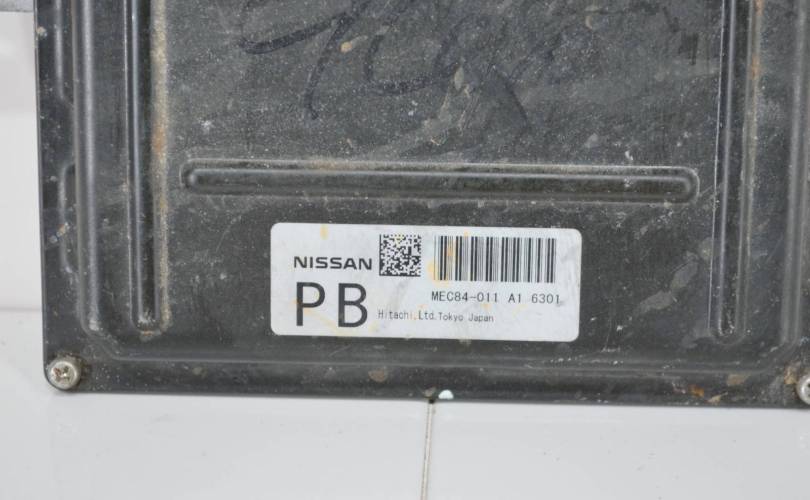 NISSAN
PB
MEC84-011 A1 6301
Hitachi,Ltd.Tokyo Japan